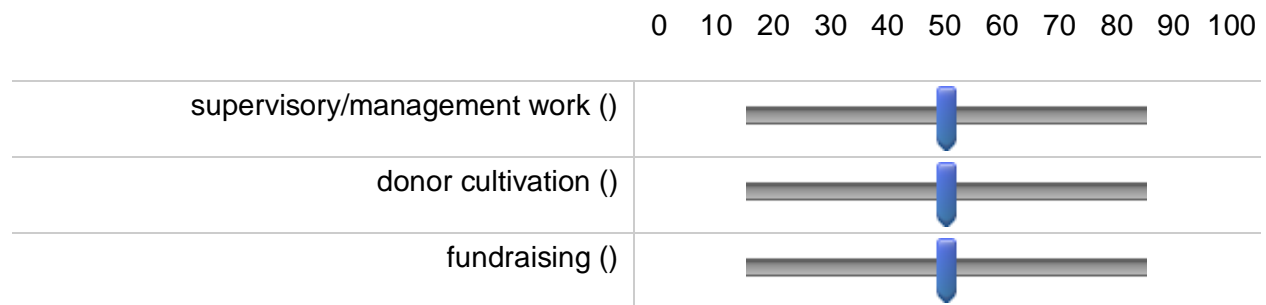 0 10 20 30 40 50 60 70 80 90 100
supervisory/management work ()
donor cultivation ()
fundraising ()